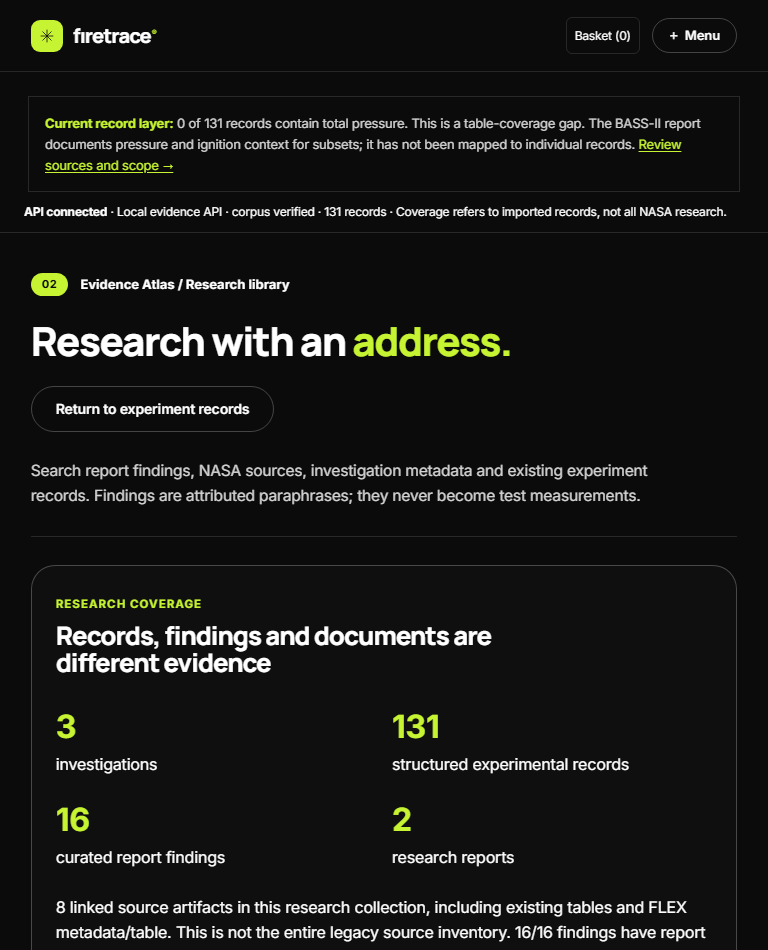 firetrace
Basket (0)
+ Menu
Current record layer: 0 of 131 records contain total pressure. This is a table-coverage gap. The BASS-II report
documents pressure and ignition context for subsets; it has not been mapped to individual records. Review
sources and scope →
API connected · Local evidence API · corpus verified · 131 records · Coverage refers to imported records, not all NASA research.
02
Evidence Atlas / Research library
Research with an address.
Return to experiment records
Search report findings, NASA sources, investigation metadata and existing experiment
records. Findings are attributed paraphrases; they never become test measurements.
RESEARCH COVERAGE
Records, findings and documents are
different evidence
3
investigations
131
structured experimental records
16
curated report findings
2
research reports
8 linked source artifacts in this research collection, including existing tables and FLEX
metadata/table. This is not the entire legacy source inventory. 16/16 findings have report